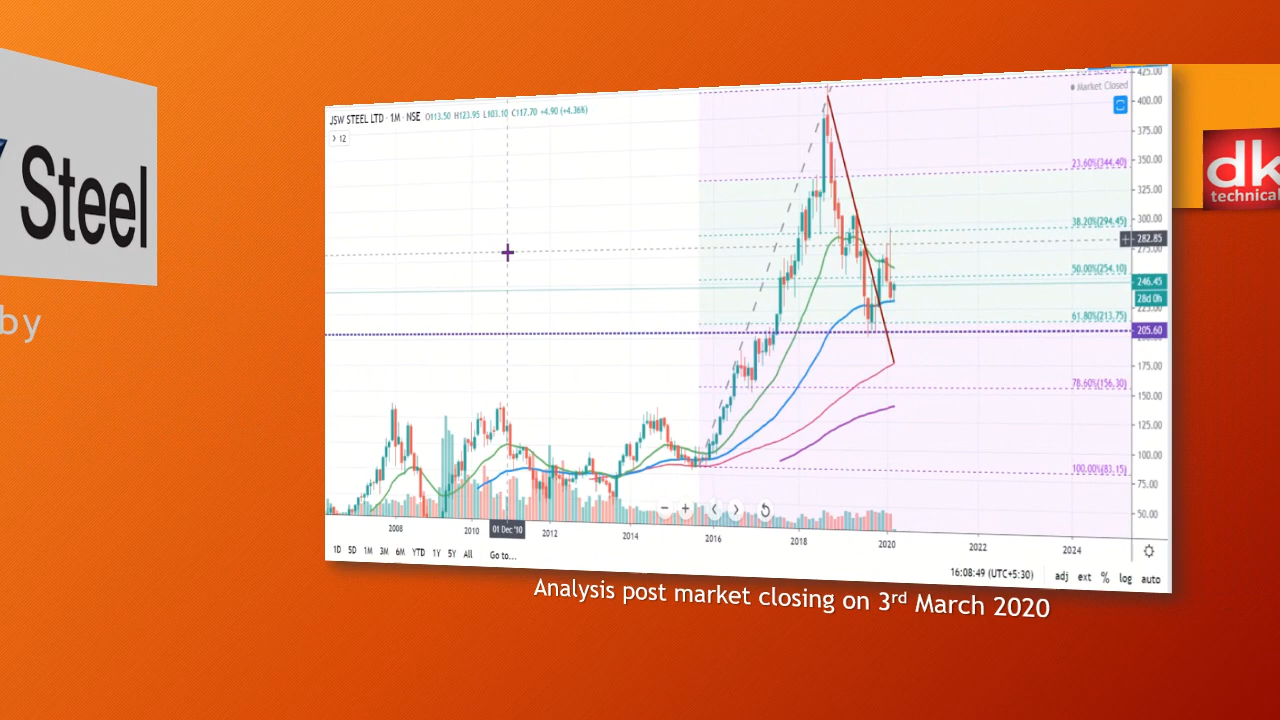 Steel
by
JSW STEEL LTD · 1M · NSE O113.50 H123.95 L103.10 C117.70 +4.90 (+4.36%)
> 12
425.00
Market Closed
400.00
375.00
23.60%(344.40)
350.00
325.00
300.00
38.20%(294.45)
282.85
275.00
50.00%(254.10)
246.45
28d 0h
61.80%(213.75)
205.60
175.00
78.60%(156.30)
150.00
125.00
100.00
100.00%(83.15)
75.00
50.00
2008 2010 01 Dec '10 2012 2014 2016 2018 2020 2022 2024
1D 5D 1M 3M 6M YTD 1Y 5Y All Go to...
16:08:49 (UTC+5:30) adj ext % log auto
dk
technical
Analysis post market closing on 3rd March 2020